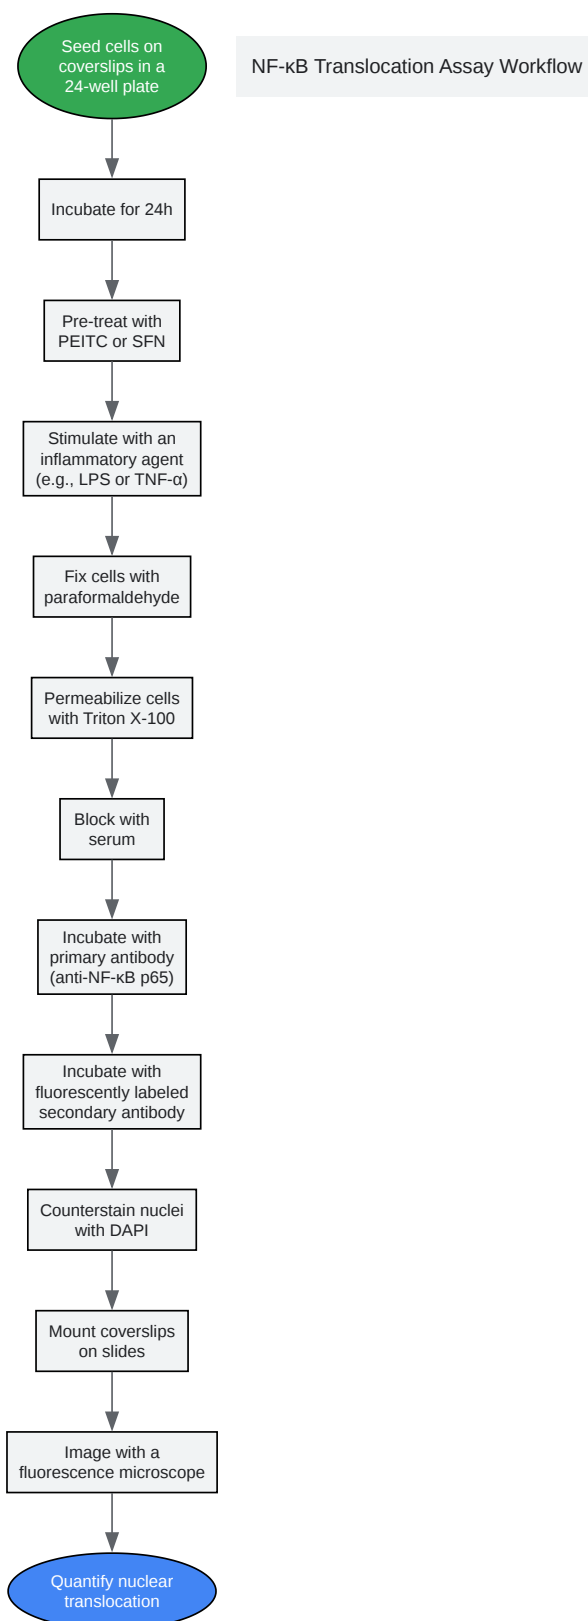 Seed cells on
coverslips in a
24-well plate
NF-κB Translocation Assay Workflow
Incubate for 24h
Pre-treat with
PEITC or SFN
Stimulate with an
inflammatory agent
(e.g., LPS or TNF-α)
Fix cells with
paraformaldehyde
Permeabilize cells
with Triton X-100
Block with
serum
Incubate with
primary antibody
(anti-NF-κB p65)
Incubate with
fluorescently labeled
secondary antibody
Counterstain nuclei
with DAPI
Mount coverslips
on slides
Image with a
fluorescence microscope
Quantify nuclear
translocation